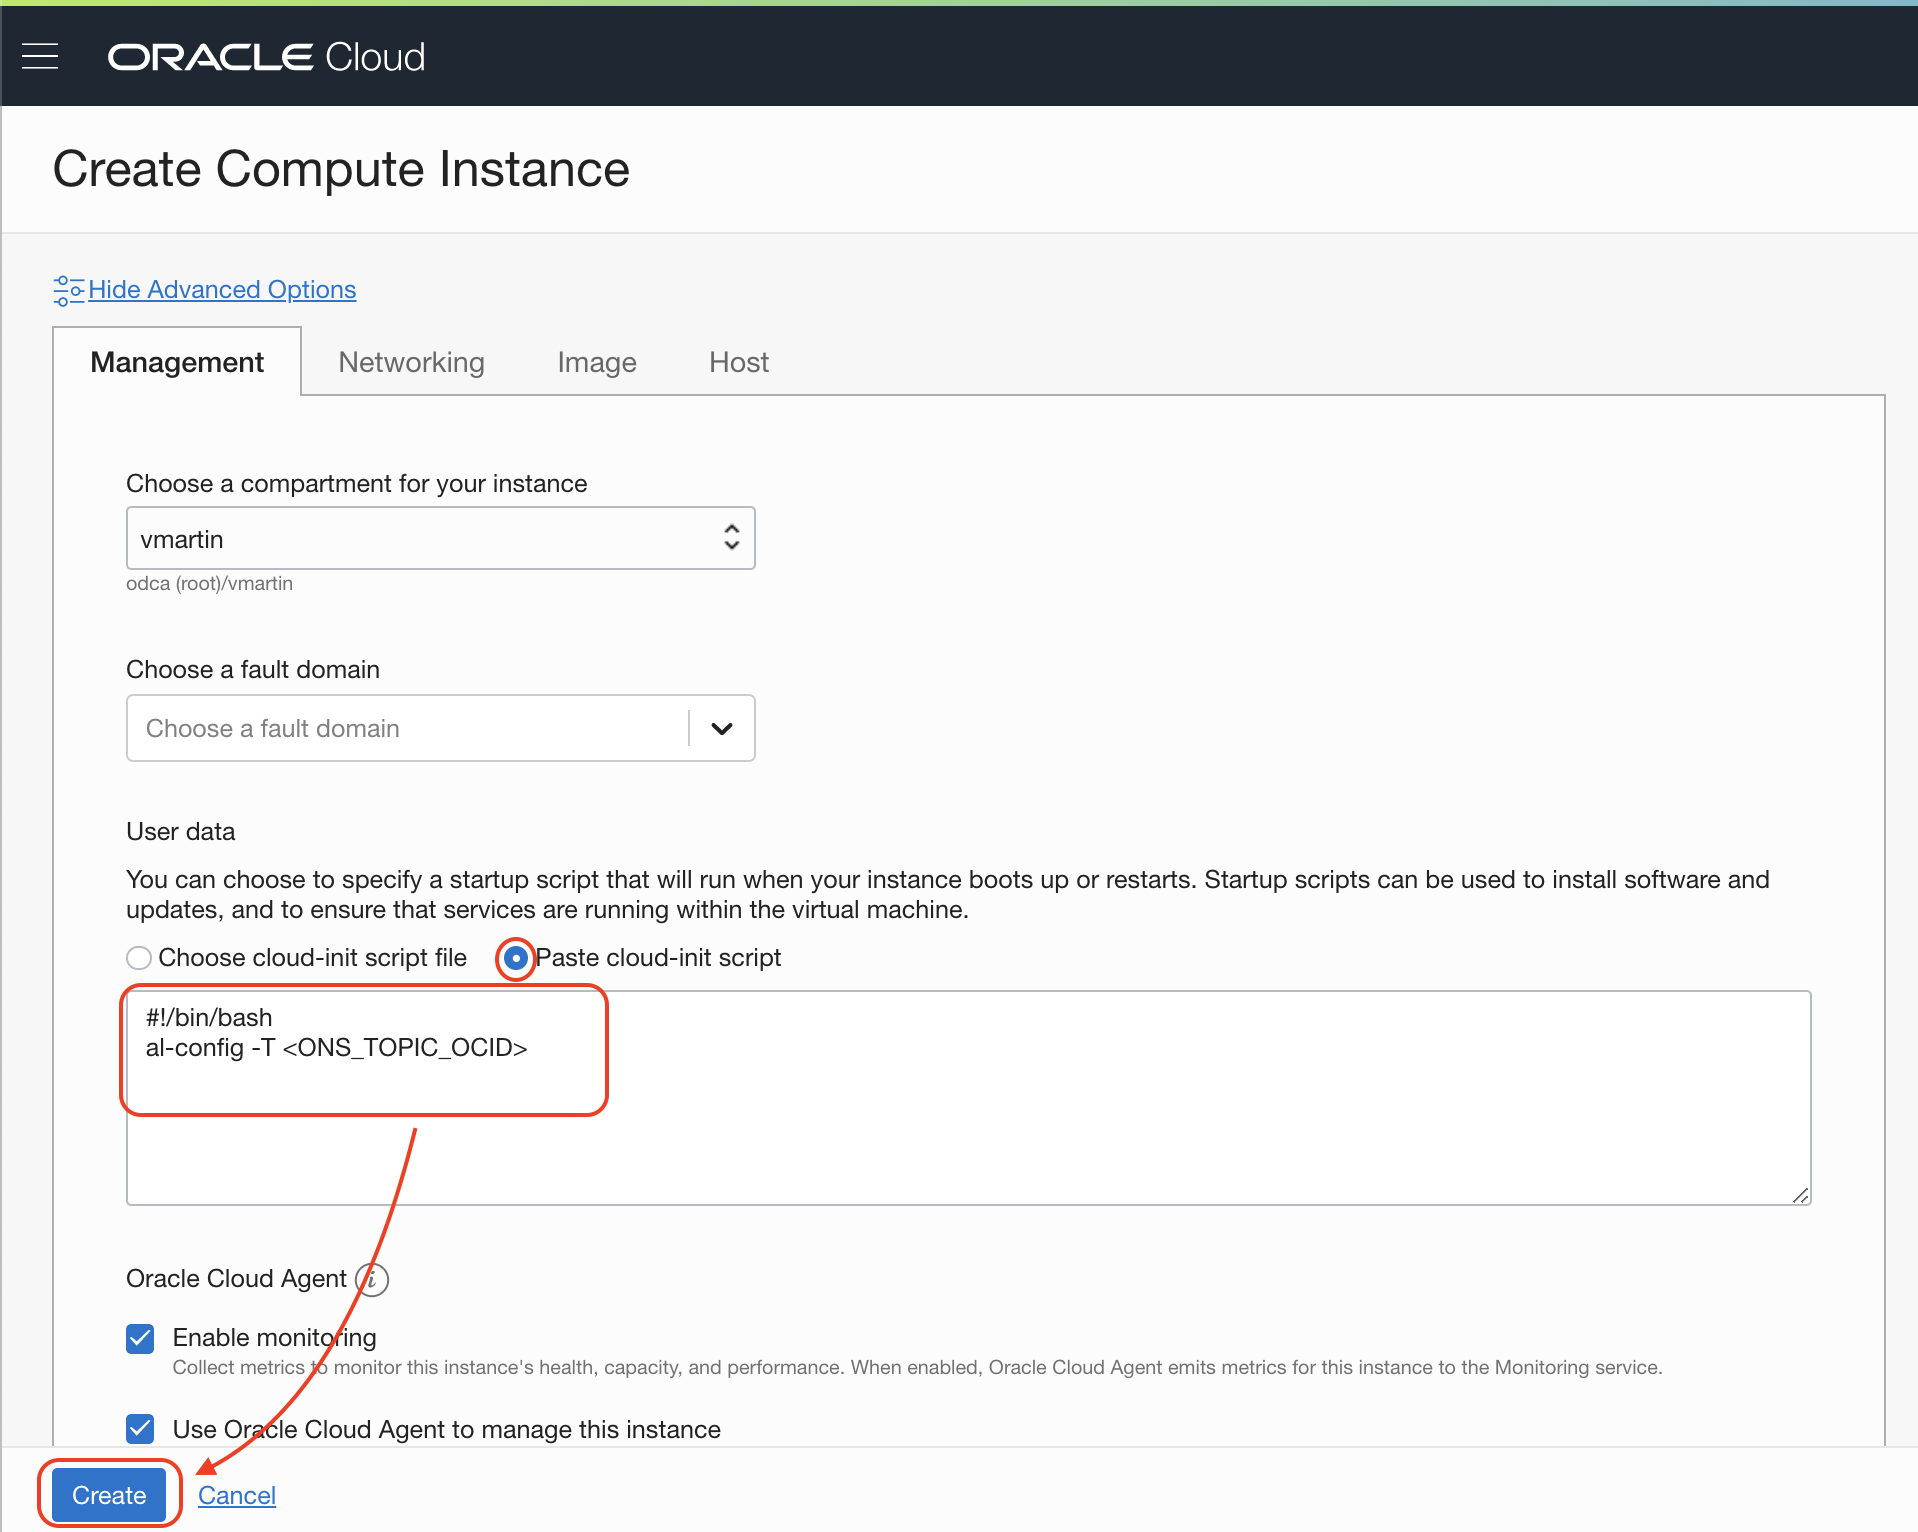 ORACLE Cloud
Create Compute Instance
Hide Advanced Options
Management Networking Image Host
Choose a compartment for your instance
vmartin
odca (root)/vmartin
Choose a fault domain
Choose a fault domain
User data
You can choose to specify a startup script that will run when your instance boots up or restarts. Startup scripts can be used to install software and
updates, and to ensure that services are running within the virtual machine.
Choose cloud-init script file Paste cloud-init script
#!/bin/bash
al-config -T <ONS_TOPIC_OCID>
Oracle Cloud Agent i
Enable monitoring
Collect metrics to monitor this instance's health, capacity, and performance. When enabled, Oracle Cloud Agent emits metrics for this instance to the Monitoring service.
Use Oracle Cloud Agent to manage this instance
Create Cancel